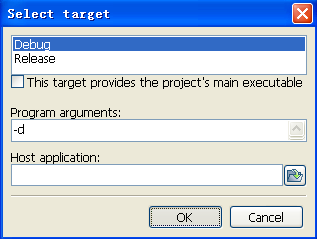 Select target
Debug
Release
This target provides the project's main executable
Program arguments:
-d
Host application:
OK
Cancel